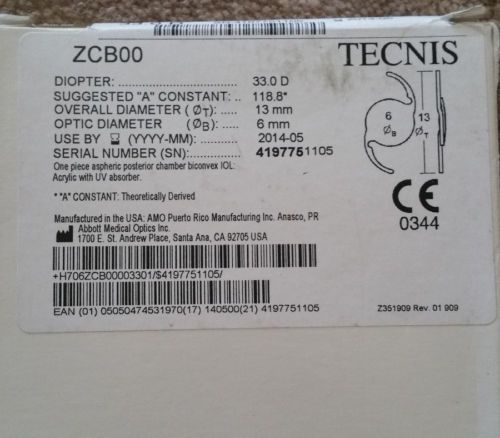 ZCB00
TECNIS
DIOPTER: 33.0 D
SUGGESTED "A" CONSTANT: .. 118.8*
OVERALL DIAMETER (ØT): ..... 13 mm
OPTIC DIAMETER (ØB): ..... 6 mm
USE BY (YYYY-MM): 2014-05
SERIAL NUMBER (SN): 4197751105
One piece aspheric posterior chamber biconvex IOL:
Acrylic with UV absorber.
* "A" CONSTANT: Theoretically Derived
6
ØB
13
ØT
CE
0344
Manufactured in the USA: AMO Puerto Rico Manufacturing Inc. Anasco, PR
Abbott Medical Optics Inc.
1700 E. St. Andrew Place, Santa Ana, CA 92705 USA
+H706ZCB00003301/$4197751105/
EAN (01) 05050474531970(17) 140500(21) 4197751105
Z351909 Rev. 01 909